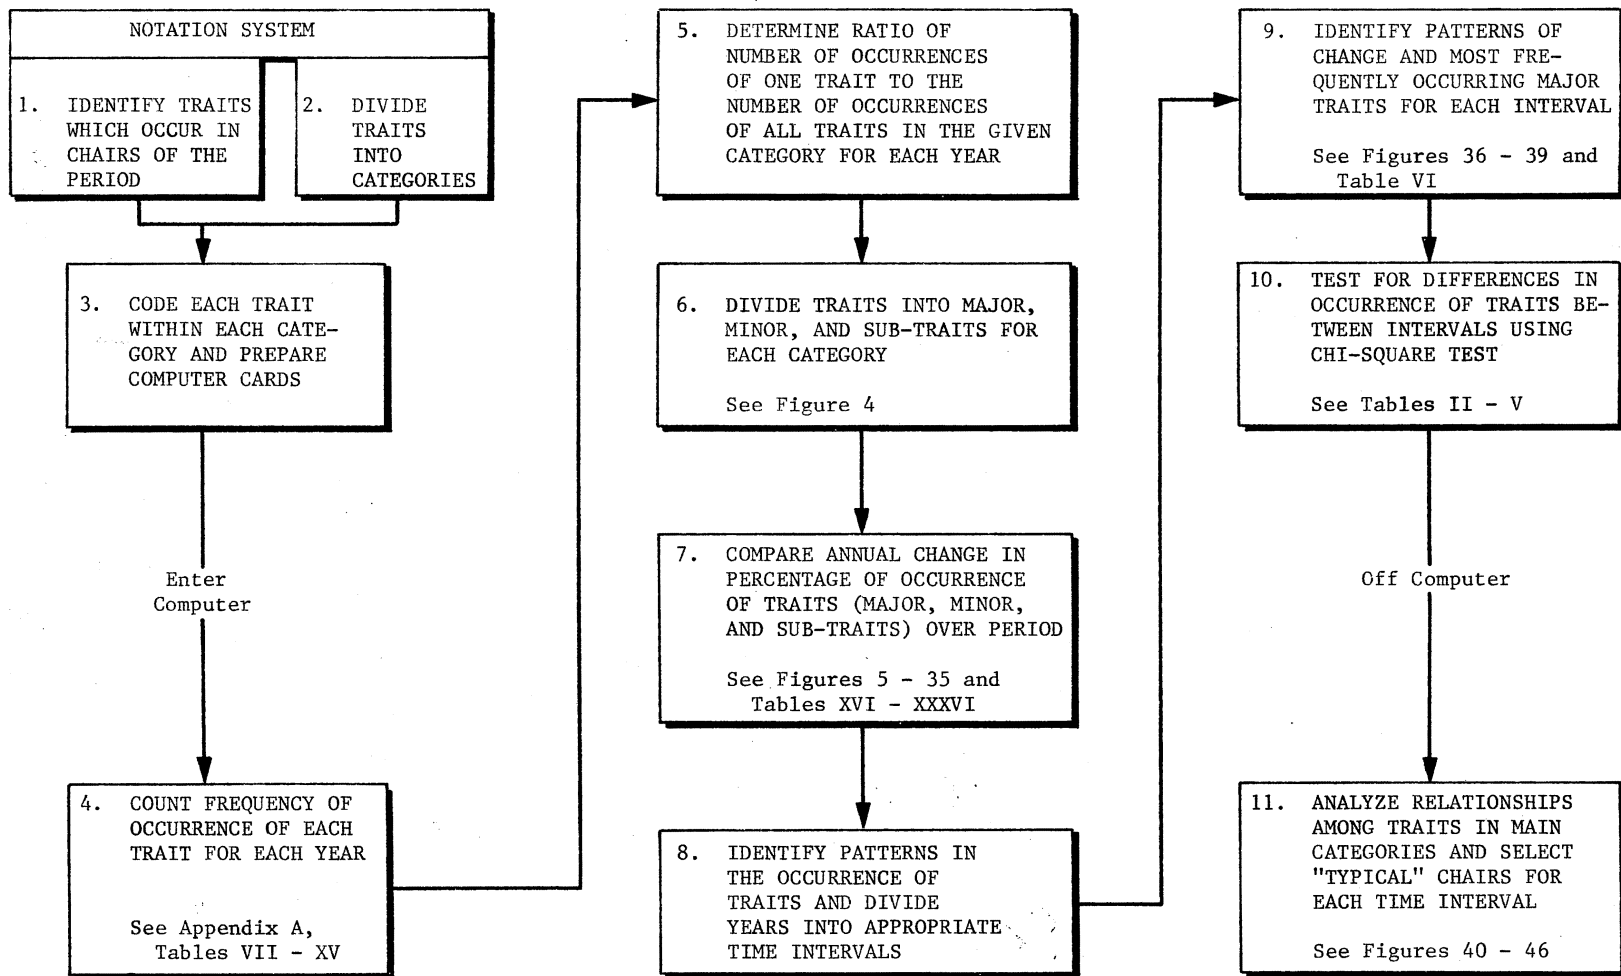 NOTATION SYSTEM
1. IDENTIFY TRAITS
WHICH OCCUR IN
CHAIRS OF THE
PERIOD
2. DIVIDE
TRAITS
INTO
CATEGORIES
3. CODE EACH TRAIT
WITHIN EACH CATE-
GORY AND PREPARE
COMPUTER CARDS
Enter
Computer
4. COUNT FREQUENCY OF
OCCURRENCE OF EACH
TRAIT FOR EACH YEAR
See Appendix A,
Tables VII - XV
5. DETERMINE RATIO OF
NUMBER OF OCCURRENCES
OF ONE TRAIT TO THE
NUMBER OF OCCURRENCES
OF ALL TRAITS IN THE GIVEN
CATEGORY FOR EACH YEAR
6. DIVIDE TRAITS INTO MAJOR,
MINOR, AND SUB-TRAITS FOR
EACH CATEGORY
See Figure 4
7. COMPARE ANNUAL CHANGE IN
PERCENTAGE OF OCCURRENCE
OF TRAITS (MAJOR, MINOR,
AND SUB-TRAITS) OVER PERIOD
See Figures 5 - 35 and
Tables XVI - XXXVI
8. IDENTIFY PATTERNS IN
THE OCCURRENCE OF
TRAITS AND DIVIDE
YEARS INTO APPROPRIATE
TIME INTERVALS
9. IDENTIFY PATTERNS OF
CHANGE AND MOST FRE-
QUENTLY OCCURRING MAJOR
TRAITS FOR EACH INTERVAL
See Figures 36 - 39 and
Table VI
10. TEST FOR DIFFERENCES IN
OCCURRENCE OF TRAITS BE-
TWEEN INTERVALS USING
CHI-SQUARE TEST
See Tables II - V
Off Computer
11. ANALYZE RELATIONSHIPS
AMONG TRAITS IN MAIN
CATEGORIES AND SELECT
"TYPICAL" CHAIRS FOR
EACH TIME INTERVAL
See Figures 40 - 46